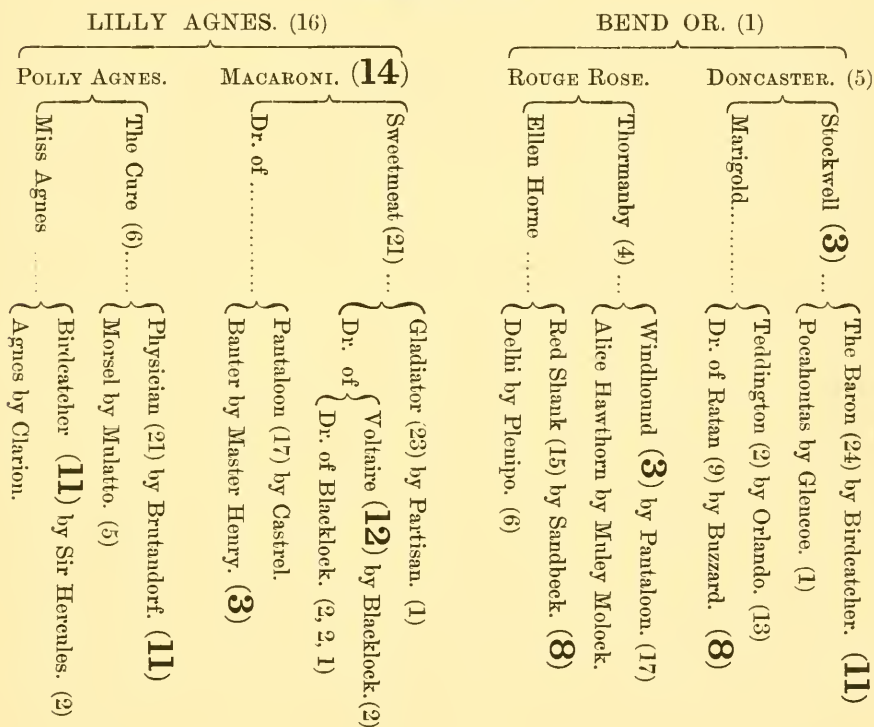 LILLY AGNES. (16)
BEND OR. (1)
POLLY AGNES.
MACARONI. (14)
ROUGE ROSE.
DONCASTER. (5)
Stockwell (3) ...
Marigold............
Thormanby (4) ...
Ellen Horne ......
Sweetmeat (21) ...
Dr. of ............
The Cure (6)......
Miss Agnes ......
The Baron (24) by Birdcatcher. (11)
Pocahontas by Glencoe. (1)
Teddington (2) by Orlando. (13)
Dr. of Ratan (9) by Buzzard. (8)
Windhound (3) by Pantaloon. (17)
Alice Hawthorn by Muley Molock.
Red Shank (15) by Sandbeck. (8)
Delhi by Plenipo. (6)
Gladiator (23) by Partisan. (1)
Dr. of
Voltaire (12) by Blacklock. (2)
Dr. of Blacklock. (2, 2, 1)
Pantaloon (17) by Castrel.
Banter by Master Henry. (3)
Physician (21) by Brutandorf. (11)
Morsel by Mulatto. (5)
Birdcatcher (11) by Sir Hercules. (2)
Agnes by Clarion.